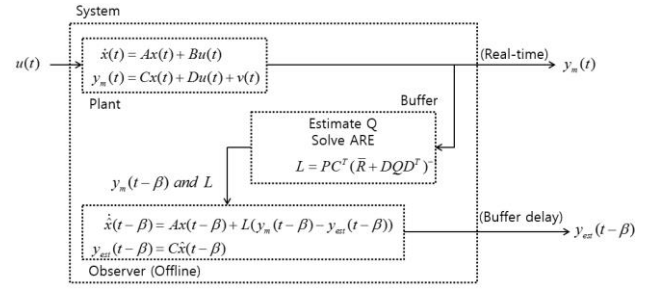 System
u(t)
ẋ(t) = Ax(t) + Bu(t)
y_m(t) = Cx(t) + Du(t) + v(t)
Plant
(Real-time)
y_m(t)
Buffer
Estimate Q
Solve ARE
L = PC^T (R̄ + DQD^T)^-
y_m(t − β) and L
x̂̇(t − β) = Ax(t − β) + L(y_m(t − β) − y_est(t − β))
y_est(t − β) = Cx̂(t − β)
Observer (Offline)
(Buffer delay)
y_est(t − β)